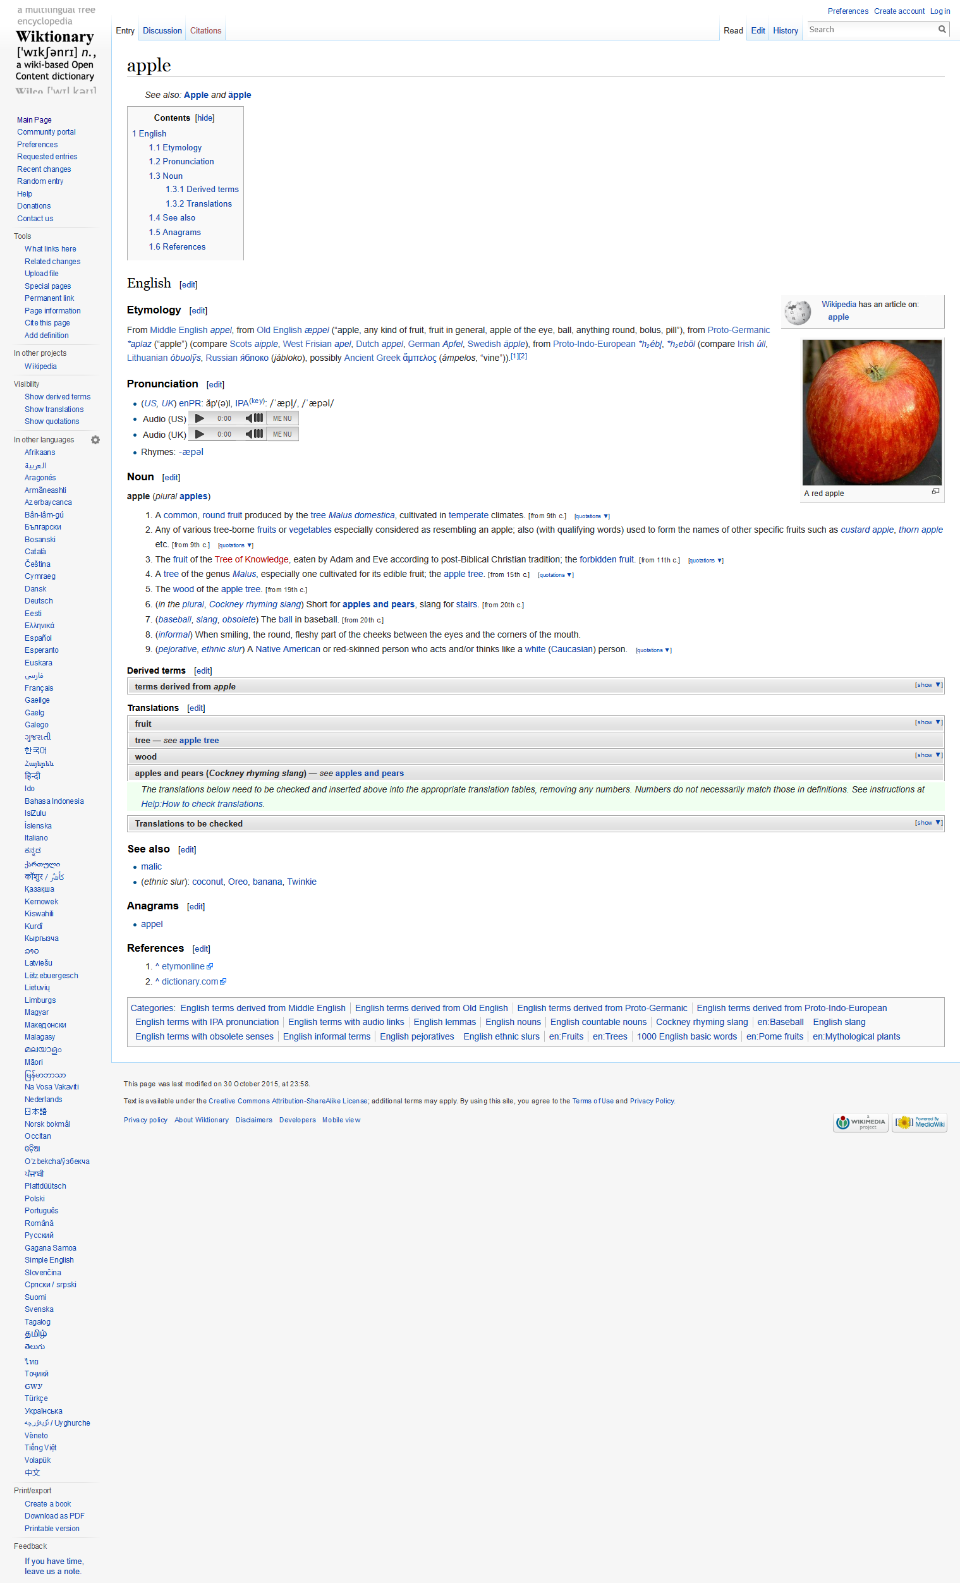 a multilingual free
encyclopedia
Wiktionary
['wɪkʃənrɪ] n.,
a wiki-based Open
Content dictionary
Preferences Create account Log in
Entry Discussion Citations
Read Edit History Search
apple
See also: Apple and äpple
Contents [hide]
1 English
1.1 Etymology
1.2 Pronunciation
1.3 Noun
1.3.1 Derived terms
1.3.2 Translations
1.4 See also
1.5 Anagrams
1.6 References
English [edit]
Wikipedia has an article on:
apple
Etymology [edit]
From Middle English appel, from Old English æppel (“apple, any kind of fruit, fruit in general, apple of the eye, ball, anything round, bolus, pill”), from Proto-Germanic
*aplaz (“apple”) (compare Scots aipple, West Frisian apel, Dutch appel, German Apfel, Swedish äpple), from Proto-Indo-European *h₂ébl̥, *h₂ebōl (compare Irish úll,
Lithuanian óbuolỹs, Russian я́блоко (jábloko), possibly Ancient Greek ἄμπελος (ámpelos, “vine”)).[1][2]
Pronunciation [edit]
(US, UK) enPR: ăp'(ə)l, IPA(key): /ˈæpl̩/, /ˈæpəl/
Audio (US) 0:00 MENU
Audio (UK) 0:00 MENU
Rhymes: -æpəl
A red apple
Noun [edit]
apple (plural apples)
1. A common, round fruit produced by the tree Malus domestica, cultivated in temperate climates. [from 9th c.] [quotations ▼]
2. Any of various tree-borne fruits or vegetables especially considered as resembling an apple; also (with qualifying words) used to form the names of other specific fruits such as custard apple, thorn apple
etc. [from 9th c.] [quotations ▼]
3. The fruit of the Tree of Knowledge, eaten by Adam and Eve according to post-Biblical Christian tradition; the forbidden fruit. [from 11th c.] [quotations ▼]
4. A tree of the genus Malus, especially one cultivated for its edible fruit; the apple tree. [from 15th c.] [quotations ▼]
5. The wood of the apple tree. [from 19th c.]
6. (in the plural, Cockney rhyming slang) Short for apples and pears, slang for stairs. [from 20th c.]
7. (baseball, slang, obsolete) The ball in baseball. [from 20th c.]
8. (informal) When smiling, the round, fleshy part of the cheeks between the eyes and the corners of the mouth.
9. (pejorative, ethnic slur) A Native American or red-skinned person who acts and/or thinks like a white (Caucasian) person. [quotations ▼]
Derived terms [edit]
terms derived from apple [show ▼]
Translations [edit]
fruit [show ▼]
tree — see apple tree
wood [show ▼]
apples and pears (Cockney rhyming slang) — see apples and pears
The translations below need to be checked and inserted above into the appropriate translation tables, removing any numbers. Numbers do not necessarily match those in definitions. See instructions at
Help:How to check translations.
Translations to be checked [show ▼]
See also [edit]
malic
(ethnic slur): coconut, Oreo, banana, Twinkie
Anagrams [edit]
appel
References [edit]
1. ^ etymonline
2. ^ dictionary.com
Categories: English terms derived from Middle English English terms derived from Old English English terms derived from Proto-Germanic English terms derived from Proto-Indo-European
English terms with IPA pronunciation English terms with audio links English lemmas English nouns English countable nouns Cockney rhyming slang en:Baseball English slang
English terms with obsolete senses English informal terms English pejoratives English ethnic slurs en:Fruits en:Trees 1000 English basic words en:Pome fruits en:Mythological plants
Main Page
Community portal
Preferences
Requested entries
Recent changes
Random entry
Help
Donations
Contact us
Tools
What links here
Related changes
Upload file
Special pages
Permanent link
Page information
Cite this page
Add definition
In other projects
Wikipedia
Visibility
Show derived terms
Show translations
Show quotations
In other languages
Afrikaans
العربية
Aragonés
Armãneashti
Azərbaycanca
Bân-lâm-gú
Български
Bosanski
Català
Čeština
Cymraeg
Dansk
Deutsch
Eesti
Ελληνικά
Español
Esperanto
Euskara
فارسی
Français
Gaeilge
Gaelg
Galego
ગુજરાતી
한국어
Հայերեն
हिन्दी
Ido
Bahasa Indonesia
IsiZulu
Íslenska
Italiano
ಕನ್ನಡ
ქართული
कॉशुर / کأشُر
Қазақша
Kernowek
Kiswahili
Kurdî
Кыргызча
ລາວ
Latviešu
Lëtzebuergesch
Lietuvių
Limburgs
Magyar
Македонски
Malagasy
മലയാളം
Māori
မြန်မာဘာသာ
Na Vosa Vakaviti
Nederlands
日本語
Norsk bokmål
Occitan
ଓଡ଼ିଆ
Oʻzbekcha/ўзбекча
ਪੰਜਾਬੀ
Plattdüütsch
Polski
Português
Română
Русский
Gagana Samoa
Simple English
Slovenčina
Српски / srpski
Suomi
Svenska
Tagalog
தமிழ்
తెలుగు
ไทย
Тоҷикӣ
ᏣᎳᎩ
Türkçe
Українська
ئۇيغۇرچە / Uyghurche
Vèneto
Tiếng Việt
Volapük
中文
Print/export
Create a book
Download as PDF
Printable version
Feedback
If you have time,
leave us a note.
This page was last modified on 30 October 2015, at 23:58.
Text is available under the Creative Commons Attribution-ShareAlike License; additional terms may apply. By using this site, you agree to the Terms of Use and Privacy Policy.
Privacy policy About Wiktionary Disclaimers Developers Mobile view
a WIKIMEDIA project
Powered By MediaWiki